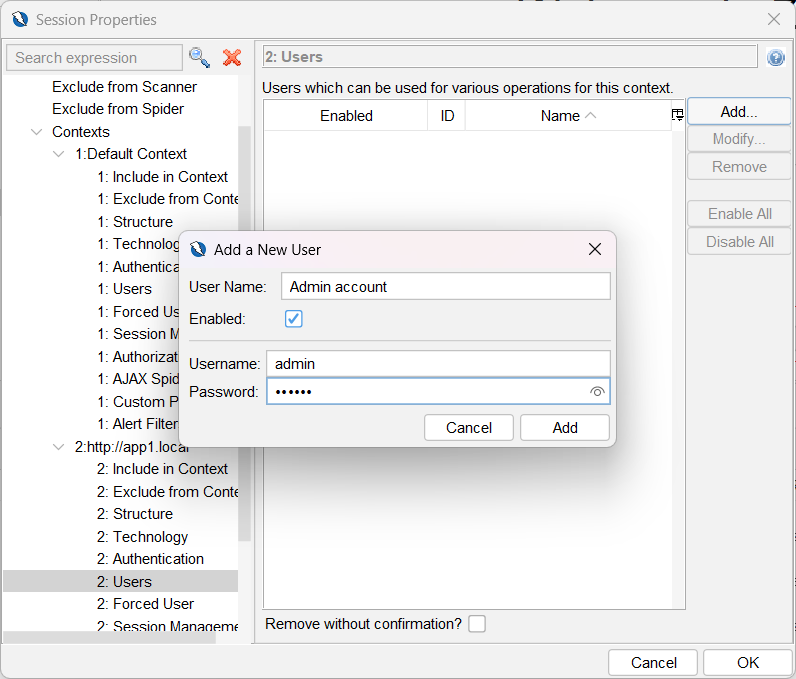 Session Properties
Search expression
Exclude from Scanner
Exclude from Spider
Contexts
1:Default Context
1: Include in Context
1: Exclude from Conte
1: Structure
1: Technolog
1: Authentica
1: Users
1: Forced Us
1: Session M
1: Authorizat
1: AJAX Spid
1: Custom P
1: Alert Filter
2:http://app1.local
2: Include in Context
2: Exclude from Conte
2: Structure
2: Technology
2: Authentication
2: Users
2: Forced User
2: Session Manageme
2: Users
Users which can be used for various operations for this context.
Enabled ID Name
Add...
Modify...
Remove
Enable All
Disable All
Add a New User
User Name: Admin account
Enabled:
Username: admin
Password: ••••••
Cancel Add
Remove without confirmation?
Cancel OK